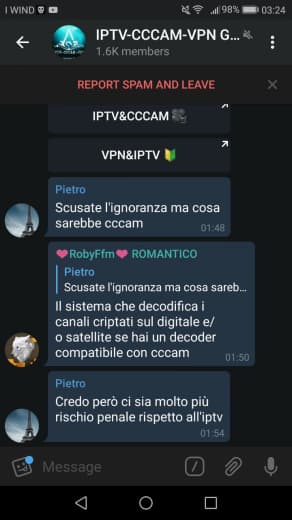 I WIND
98%
03:24
IPTV-CCCAM-VPN G...
1.6K members
REPORT SPAM AND LEAVE
IPTV&CCCAM
VPN&IPTV
Pietro
Scusate l'ignoranza ma cosa
sarebbe cccam
01:48
RobyFfm ROMANTICO
Pietro
Scusate l'ignoranza ma cosa sareb...
Il sistema che decodifica i
canali criptati sul digitale e/
o satellite se hai un decoder
compatibile con cccam
01:50
Pietro
Credo però ci sia molto più
rischio penale rispetto all'iptv
01:54
Message